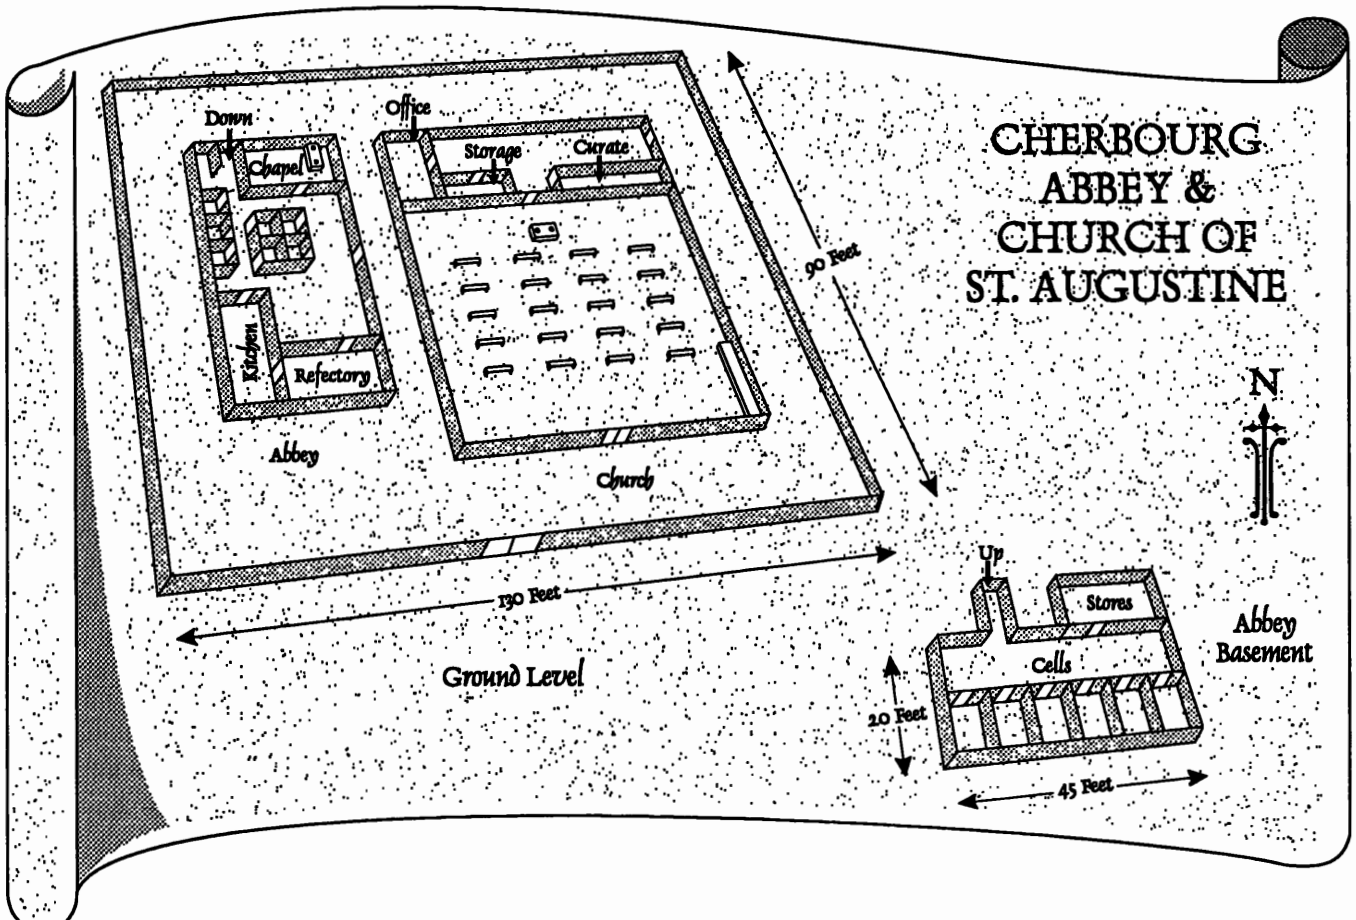 CHERBOURG
ABBEY &
CHURCH OF
ST. AUGUSTINE
Down
Office
Chapel
Storage
Curate
90 Feet
N
Kitchen
Refectory
Abbey
Church
130 Feet
Ground Level
Up
Stores
Cells
Abbey
Basement
20 Feet
45 Feet